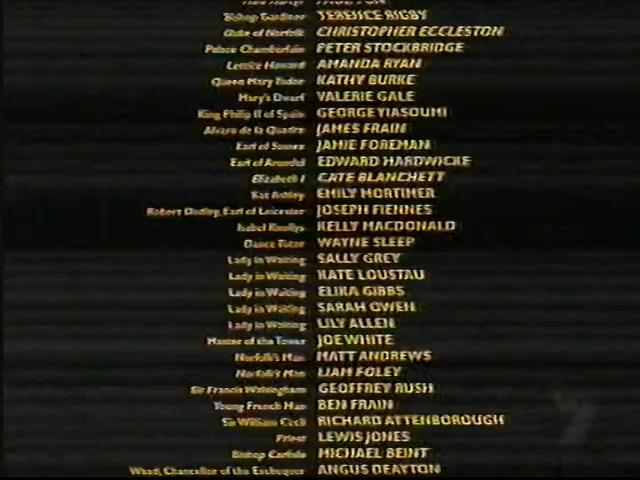 Bishop Gardiner TERENCE RIGBY
Duke of Norfolk CHRISTOPHER ECCLESTON
Palace Chamberlain PETER STOCKBRIDGE
Lettice Howard AMANDA RYAN
Queen Mary Tudor KATHY BURKE
Mary's Dwarf VALERIE GALE
King Philip II of Spain GEORGE YIASOUMI
Alvaro de la Quadra JAMES FRAIN
Earl of Sussex JAMIE FOREMAN
Earl of Arundel EDWARD HARDWICKE
Elizabeth I CATE BLANCHETT
Kat Ashley EMILY MORTIMER
Robert Dudley, Earl of Leicester JOSEPH FIENNES
Isabel Knollys KELLY MACDONALD
Dance Tutor WAYNE SLEEP
Lady in Waiting SALLY GREY
Lady in Waiting KATE LOUSTAU
Lady in Waiting ELIKA GIBBS
Lady in Waiting SARAH OWEN
Lady in Waiting LILY ALLEN
Master of the Tower JOE WHITE
Norfolk's Man MATT ANDREWS
Norfolk's Man LIAM FOLEY
Sir Francis Walsingham GEOFFREY RUSH
Young French Man BEN FRAIN
Sir William Cecil RICHARD ATTENBOROUGH
Priest LEWIS JONES
Bishop Carlisle MICHAEL BEINT
Waad, Chancellor of the Exchequer ANGUS DEAYTON